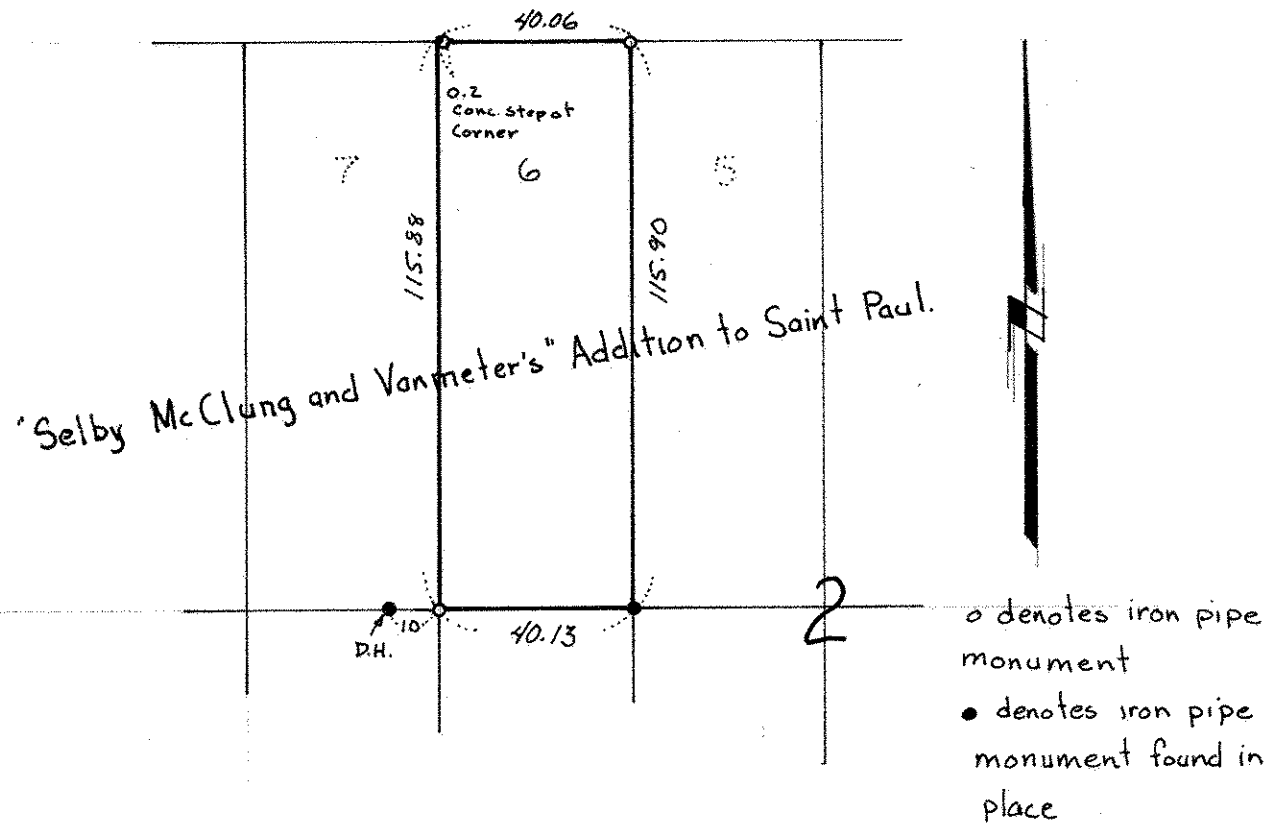 40.06
0.2
Conc. step at
Corner
7
6
5
115.88
115.90
"Selby McClung and Vanmeter's" Addition to Saint Paul.
10
D.H.
40.13
2
o denotes iron pipe
monument
● denotes iron pipe
monument found in
place